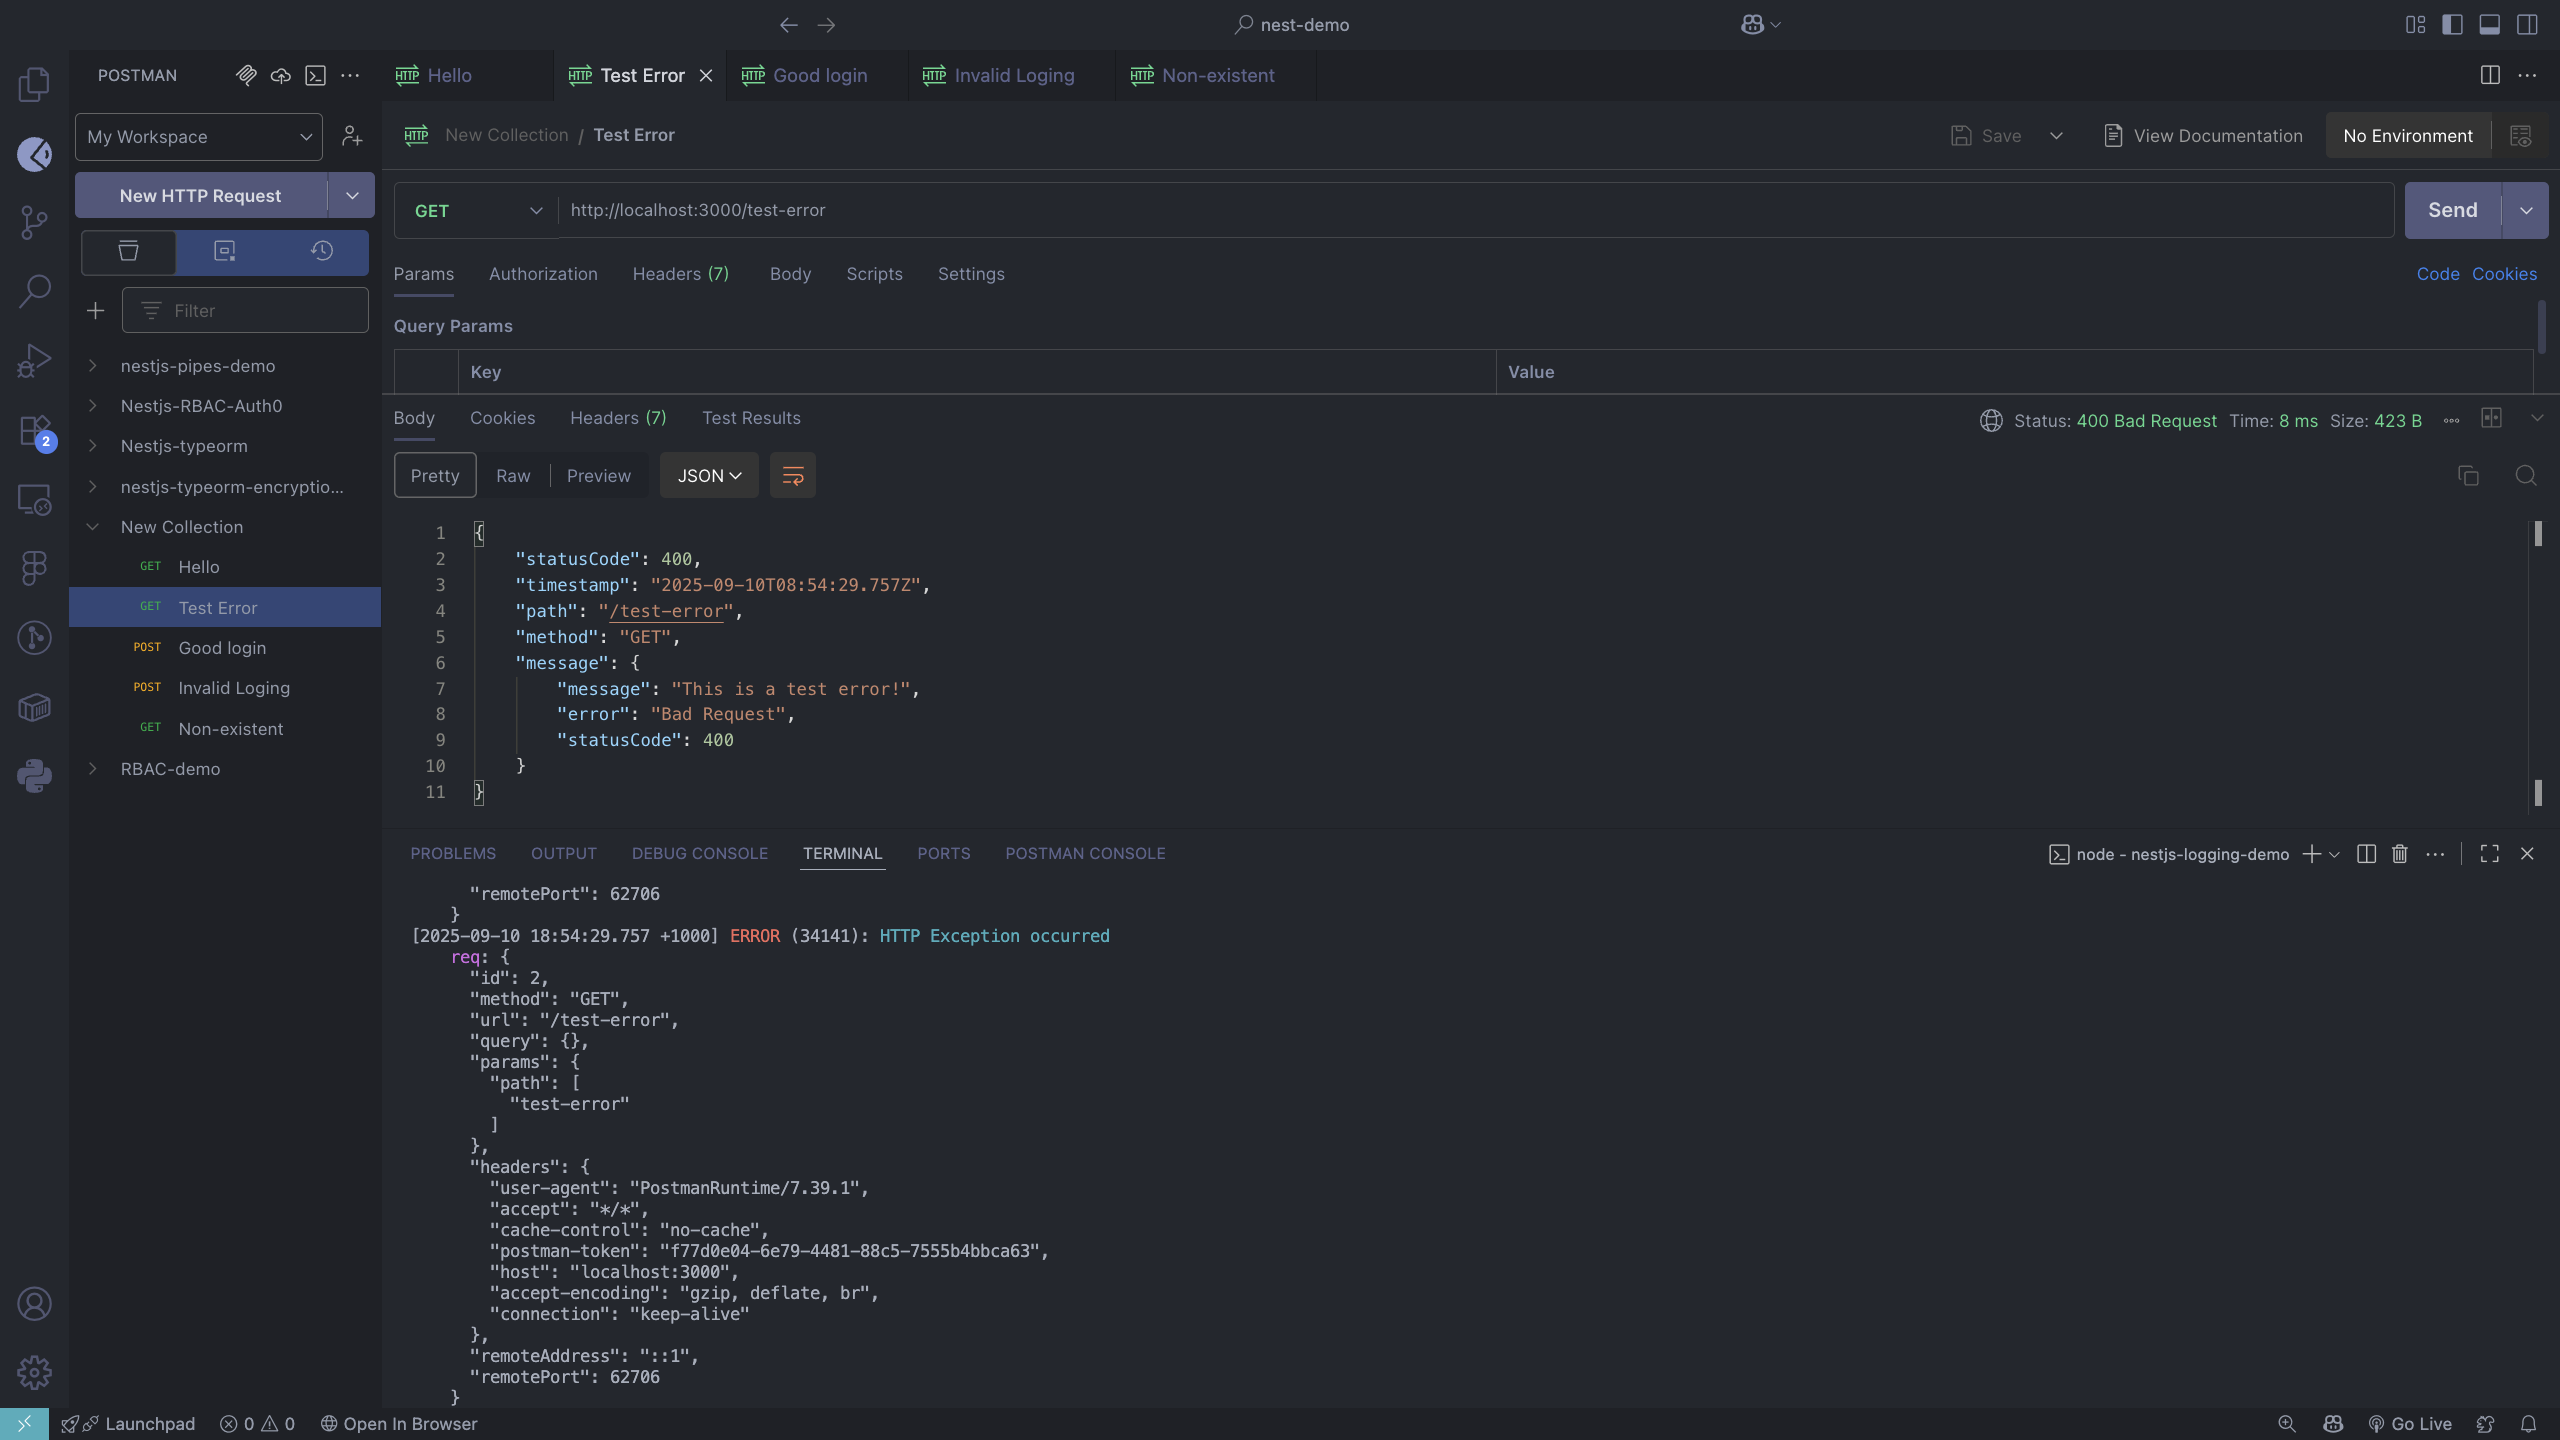 nest-demo
POSTMAN
HTTP Hello
HTTP Test Error
HTTP Good login
HTTP Invalid Loging
HTTP Non-existent
My Workspace
HTTP New Collection / Test Error
Save
View Documentation
No Environment
New HTTP Request
GET
http://localhost:3000/test-error
Send
Params Authorization Headers (7) Body Scripts Settings
Code Cookies
Filter
Query Params
Key Value
nestjs-pipes-demo
Nestjs-RBAC-Auth0
2
Nestjs-typeorm
nestjs-typeorm-encryptio...
New Collection
GET Hello
GET Test Error
POST Good login
POST Invalid Loging
GET Non-existent
RBAC-demo
Body Cookies Headers (7) Test Results
Status: 400 Bad Request Time: 8 ms Size: 423 B
Pretty Raw Preview JSON
1 {
2 "statusCode": 400,
3 "timestamp": "2025-09-10T08:54:29.757Z",
4 "path": "/test-error",
5 "method": "GET",
6 "message": {
7 "message": "This is a test error!",
8 "error": "Bad Request",
9 "statusCode": 400
10 }
11 }
PROBLEMS OUTPUT DEBUG CONSOLE TERMINAL PORTS POSTMAN CONSOLE
node - nestjs-logging-demo
"remotePort": 62706
}
[2025-09-10 18:54:29.757 +1000] ERROR (34141): HTTP Exception occurred
req: {
"id": 2,
"method": "GET",
"url": "/test-error",
"query": {},
"params": {
"path": [
"test-error"
]
},
"headers": {
"user-agent": "PostmanRuntime/7.39.1",
"accept": "*/*",
"cache-control": "no-cache",
"postman-token": "f77d0e04-6e79-4481-88c5-7555b4bbca63",
"host": "localhost:3000",
"accept-encoding": "gzip, deflate, br",
"connection": "keep-alive"
},
"remoteAddress": "::1",
"remotePort": 62706
}
Launchpad 0 0 Open In Browser
Go Live